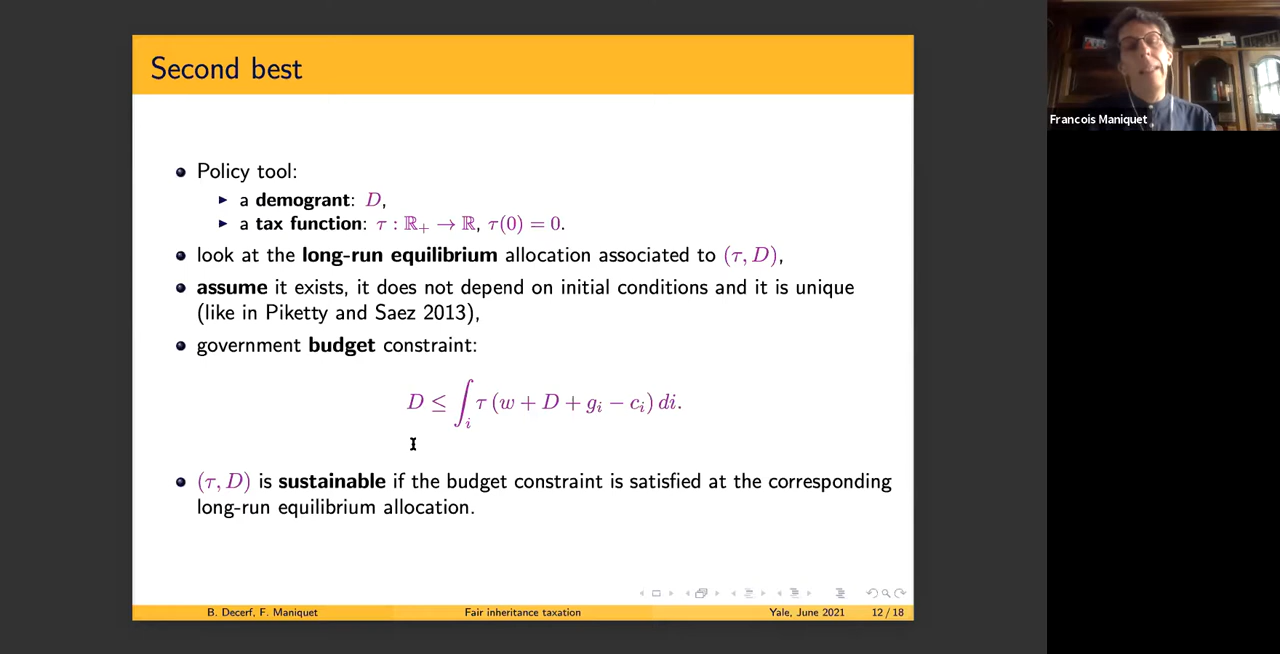 Second best
Francois Maniquet
• Policy tool:
▶ a demogrant: D,
▶ a tax function: τ : ℝ₊ → ℝ, τ(0) = 0.
• look at the long-run equilibrium allocation associated to (τ, D),
• assume it exists, it does not depend on initial conditions and it is unique
(like in Piketty and Saez 2013),
• government budget constraint:
D ≤ ∫ᵢ τ (w + D + gᵢ − cᵢ) di.
• (τ, D) is sustainable if the budget constraint is satisfied at the corresponding
long-run equilibrium allocation.
B. Decerf, F. Maniquet Fair inheritance taxation Yale, June 2021 12 / 18